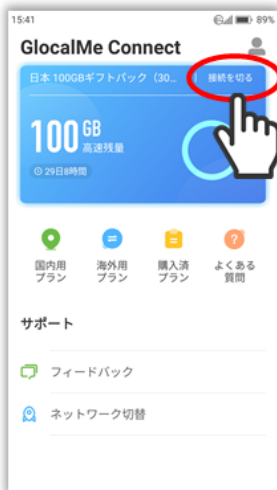 15:41
89%
GlocalMe Connect
日本 100GBギフトパック（30...
接続を切る
100 GB
高速残量
29日8時間
国内用
プラン
海外用
プラン
購入済
プラン
よくある
質問
サポート
フィードバック
ネットワーク切替